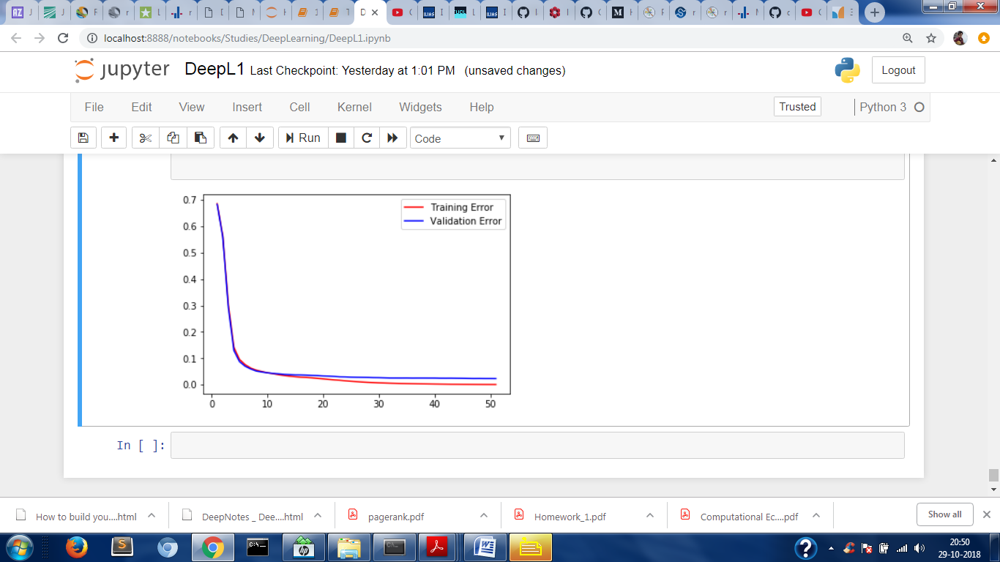 localhost:8888/notebooks/Studies/DeepLearning/DeepL1.ipynb
jupyter DeepL1 Last Checkpoint: Yesterday at 1:01 PM (unsaved changes) Logout
File Edit View Insert Cell Kernel Widgets Help Trusted Python 3
Run Code
Training Error
Validation Error
0.7
0.6
0.5
0.4
0.3
0.2
0.1
0.0
0 10 20 30 40 50
In [ ]:
How to build you....html DeepNotes _ Dee....html pagerank.pdf Homework_1.pdf Computational Ec....pdf Show all
20:50
29-10-2018